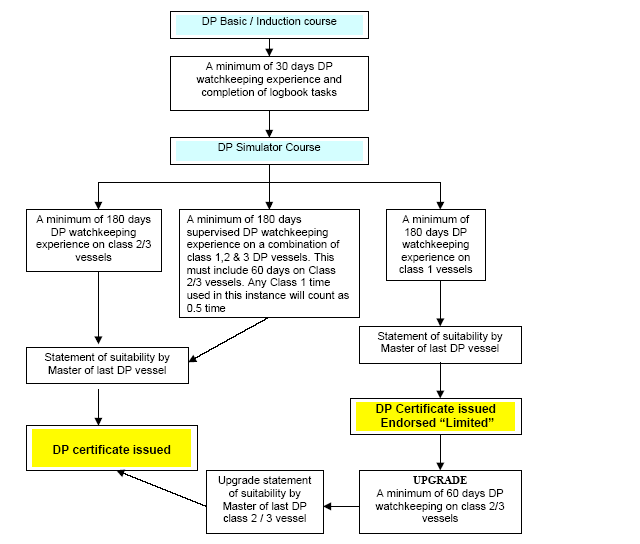 DP Basic / Induction course
A minimum of 30 days DP
watchkeeping experience and
completion of logbook tasks
DP Simulator Course
A minimum of 180 days
DP watchkeeping
experience on class 2/3
vessels
A minimum of 180 days
supervised DP watchkeeping
experience on a combination of
class 1,2 & 3 DP vessels. This
must include 60 days on Class
2/3 vessels. Any Class 1 time
used in this instance will count as
0.5 time
A minimum of
180 days DP
watchkeeping
experience on
class 1 vessels
Statement of suitability by
Master of last DP vessel
Statement of suitability by
Master of last DP vessel
DP Certificate issued
Endorsed “Limited”
DP certificate issued
Upgrade statement
of suitability by
Master of last DP
class 2 / 3 vessel
UPGRADE
A minimum of 60 days DP
watchkeeping on class 2/3
vessels